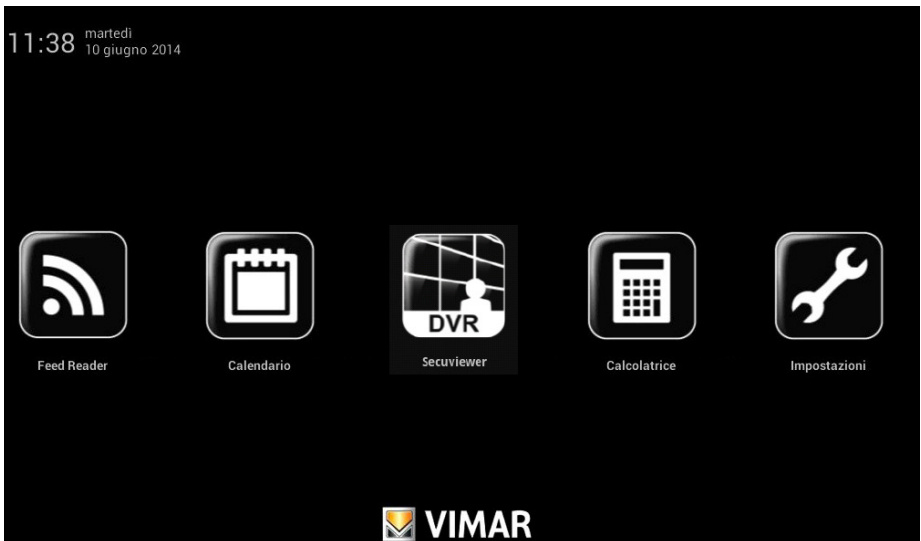 11:38
martedì
10 giugno 2014
DVR
Feed Reader
Calendario
Secuviewer
Calcolatrice
Impostazioni
VIMAR